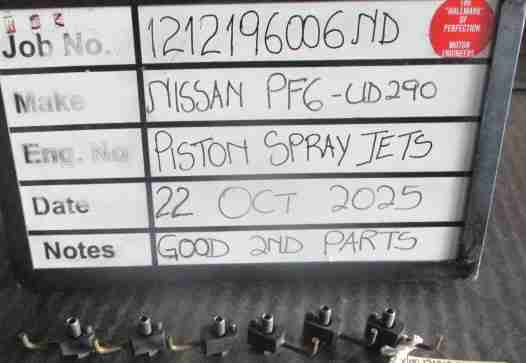 THE
"HALLMARK"
OF
PERFECTION
MOTOR
ENGINEERS
Job No. 1212196006ND
Make NISSAN PF6-UD290
Eng. No PISTON SPRAY JETS
Date 22 OCT 2025
Notes GOOD 2ND PARTS